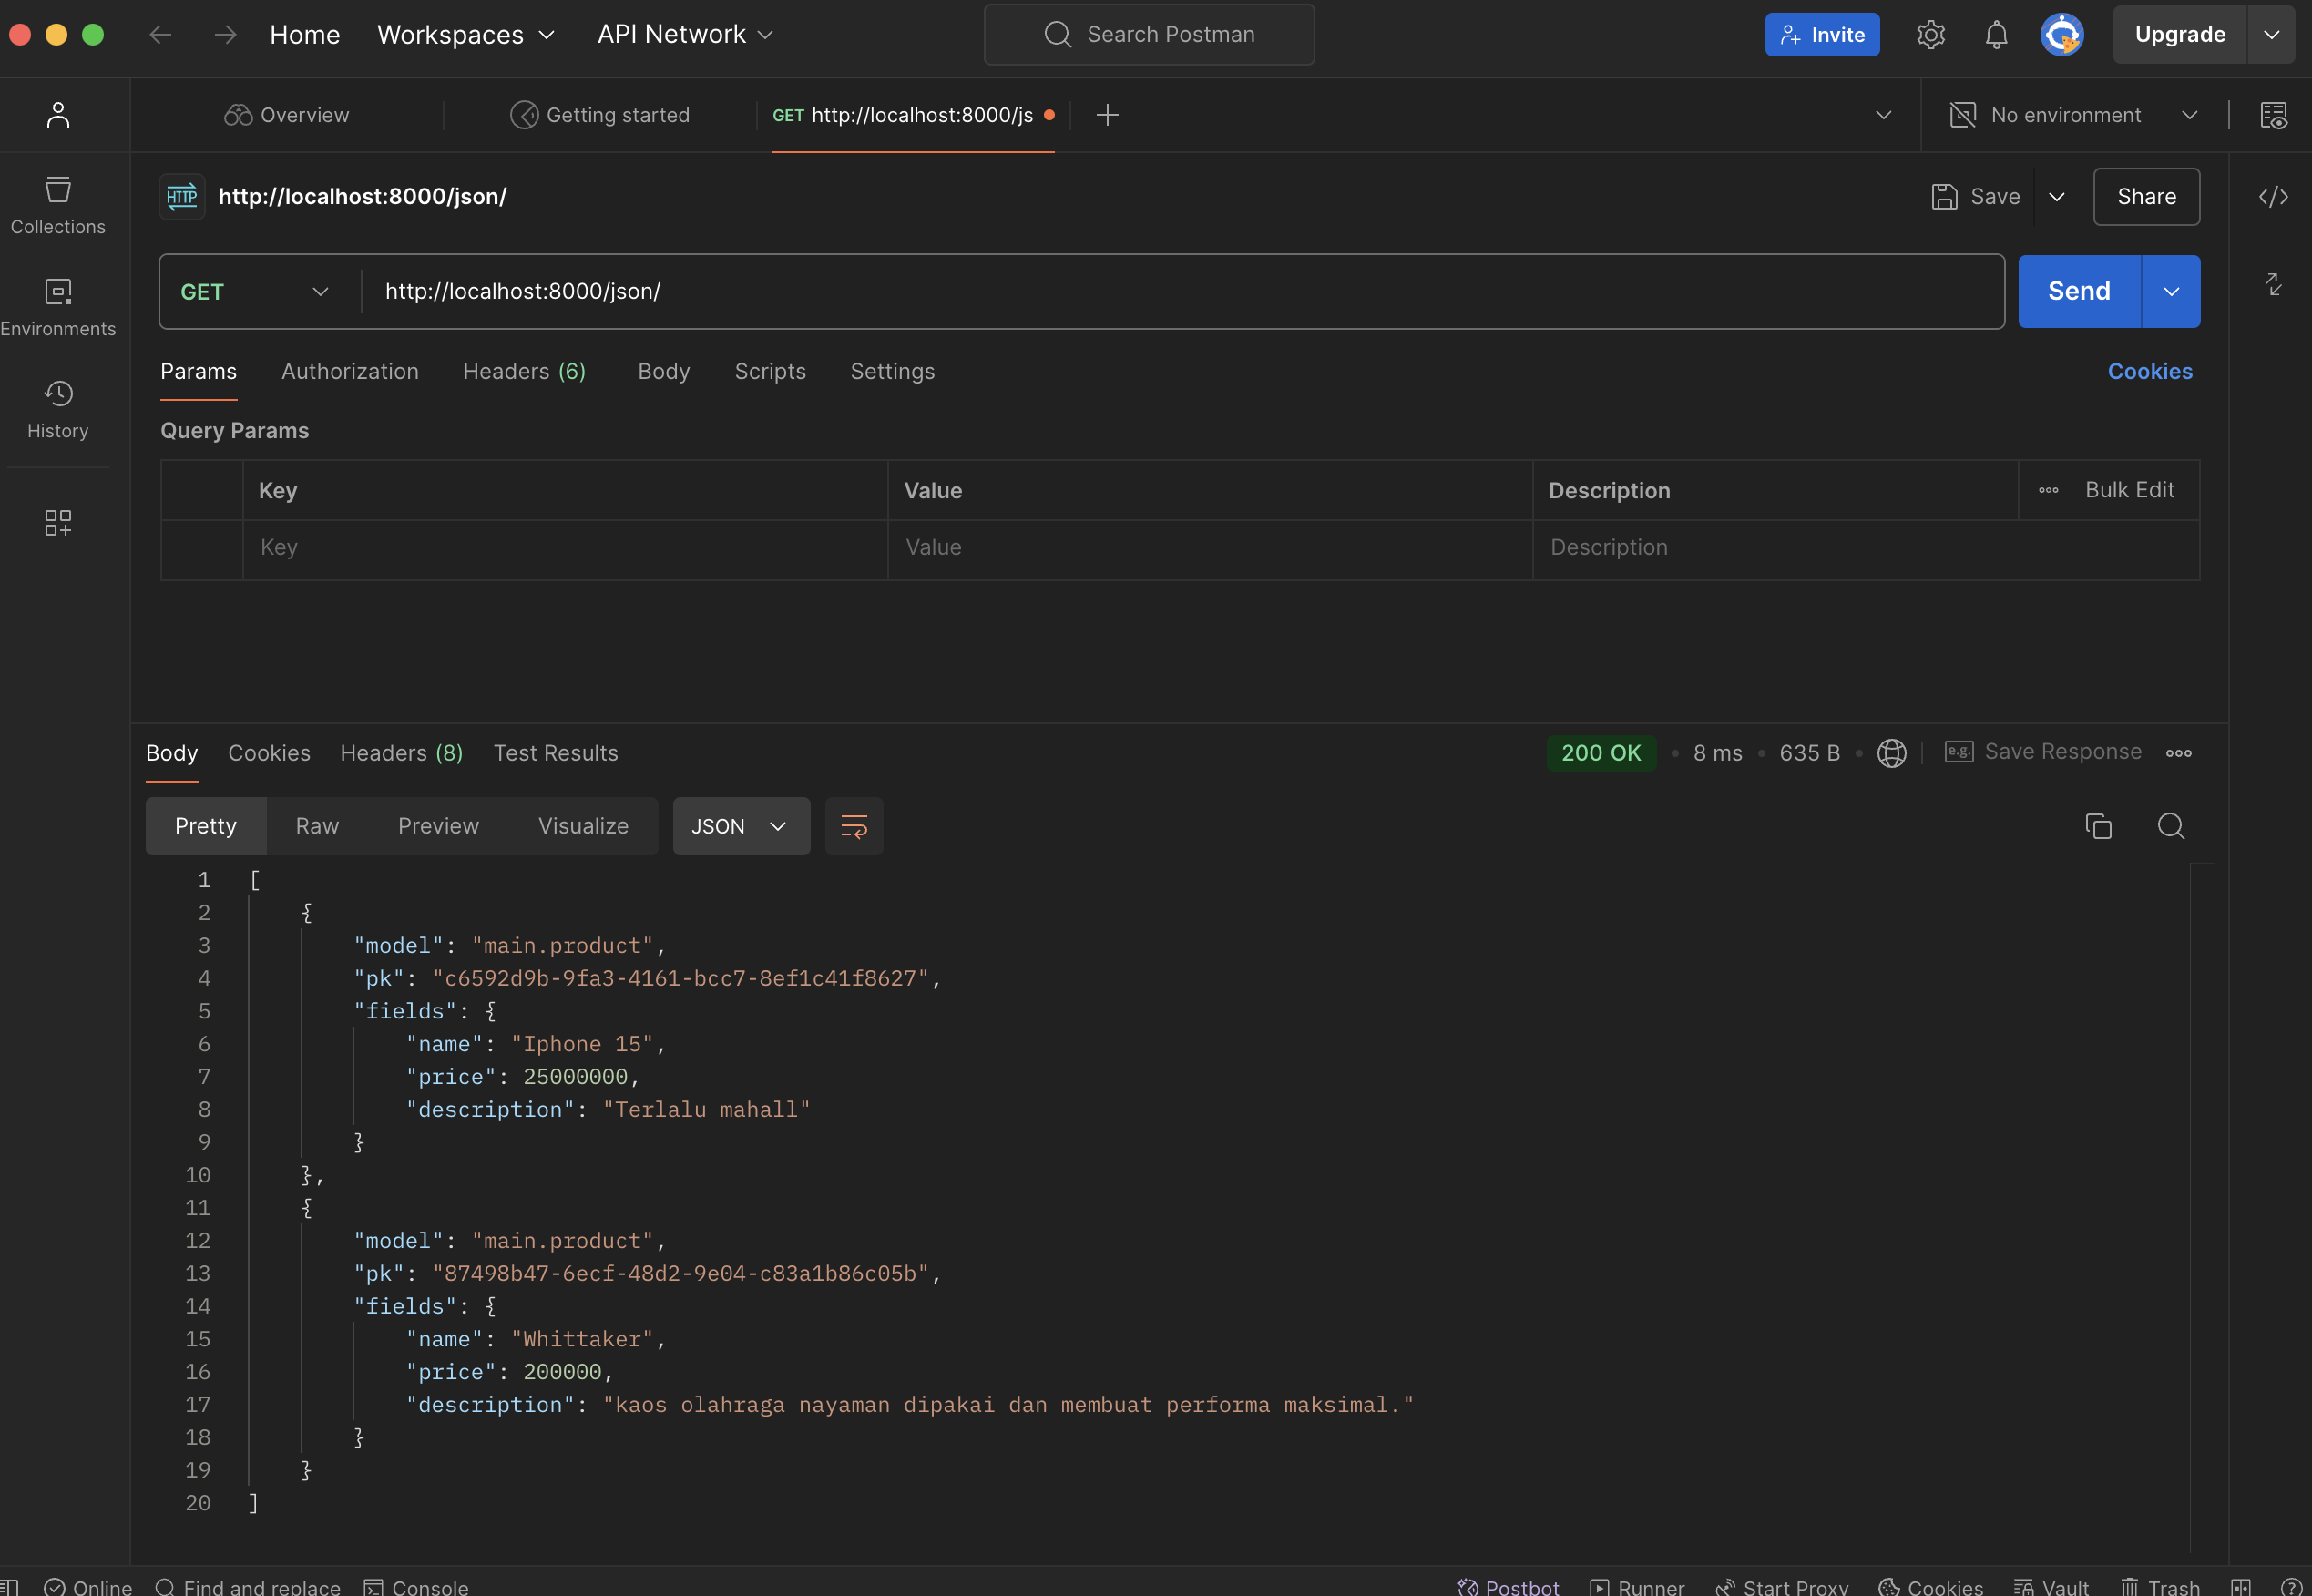 Home Workspaces API Network Search Postman Invite Upgrade
Overview Getting started GET http://localhost:8000/js No environment
HTTP http://localhost:8000/json/ Save Share
Collections
GET http://localhost:8000/json/ Send
Environments
Params Authorization Headers (6) Body Scripts Settings Cookies
History
Query Params
Key Value Description Bulk Edit
Key Value Description
Body Cookies Headers (8) Test Results 200 OK 8 ms 635 B e.g. Save Response
Pretty Raw Preview Visualize JSON
1 [
2 {
3 "model": "main.product",
4 "pk": "c6592d9b-9fa3-4161-bcc7-8ef1c41f8627",
5 "fields": {
6 "name": "Iphone 15",
7 "price": 25000000,
8 "description": "Terlalu mahall"
9 }
10 },
11 {
12 "model": "main.product",
13 "pk": "87498b47-6ecf-48d2-9e04-c83a1b86c05b",
14 "fields": {
15 "name": "Whittaker",
16 "price": 200000,
17 "description": "kaos olahraga nayaman dipakai dan membuat performa maksimal."
18 }
19 }
20 ]
Online Find and replace Console Postbot Runner Start Proxy Cookies Vault Trash